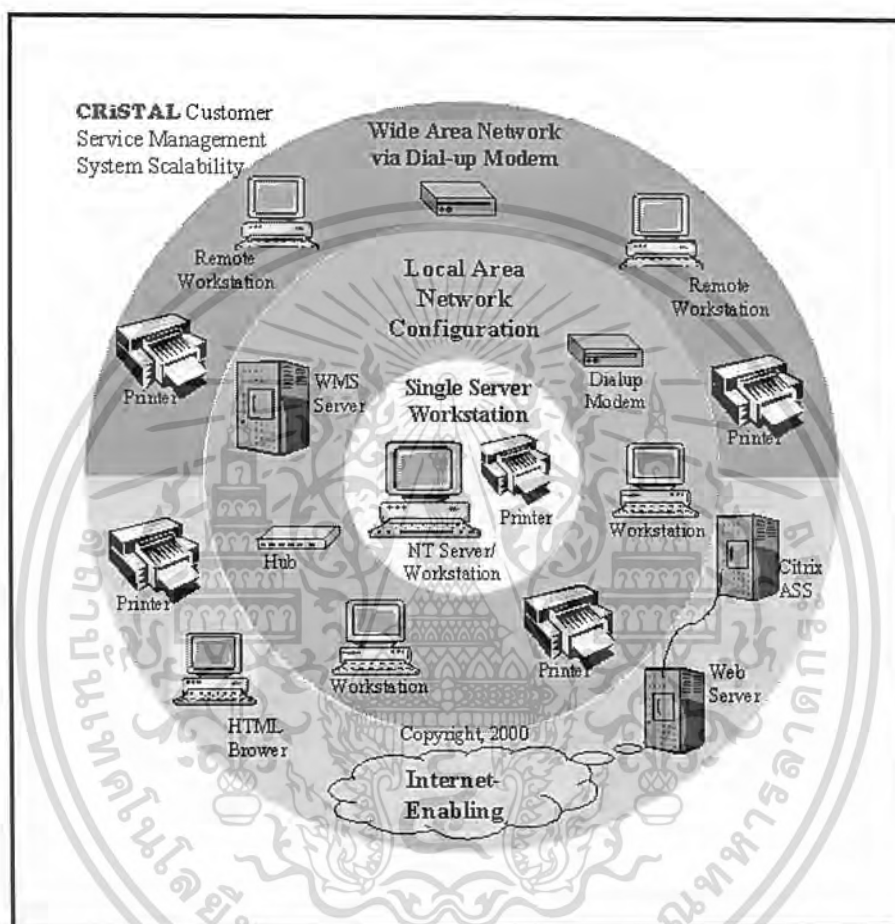 CRiSTAL Customer
Service Management
System Scalability
Wide Area Network
via Dial-up Modem
Remote
Workstation
Remote
Workstation
Local Area
Network
Configuration
Printer
WMS
Server
Dialup
Modem
Printer
Single Server
Workstation
Printer
NT Server/
Workstation
Workstation
Printer
Hub
Citrix
ASS
Workstation
Printer
Web
Server
HTML
Brower
Copyright, 2000
Internet-
Enabling